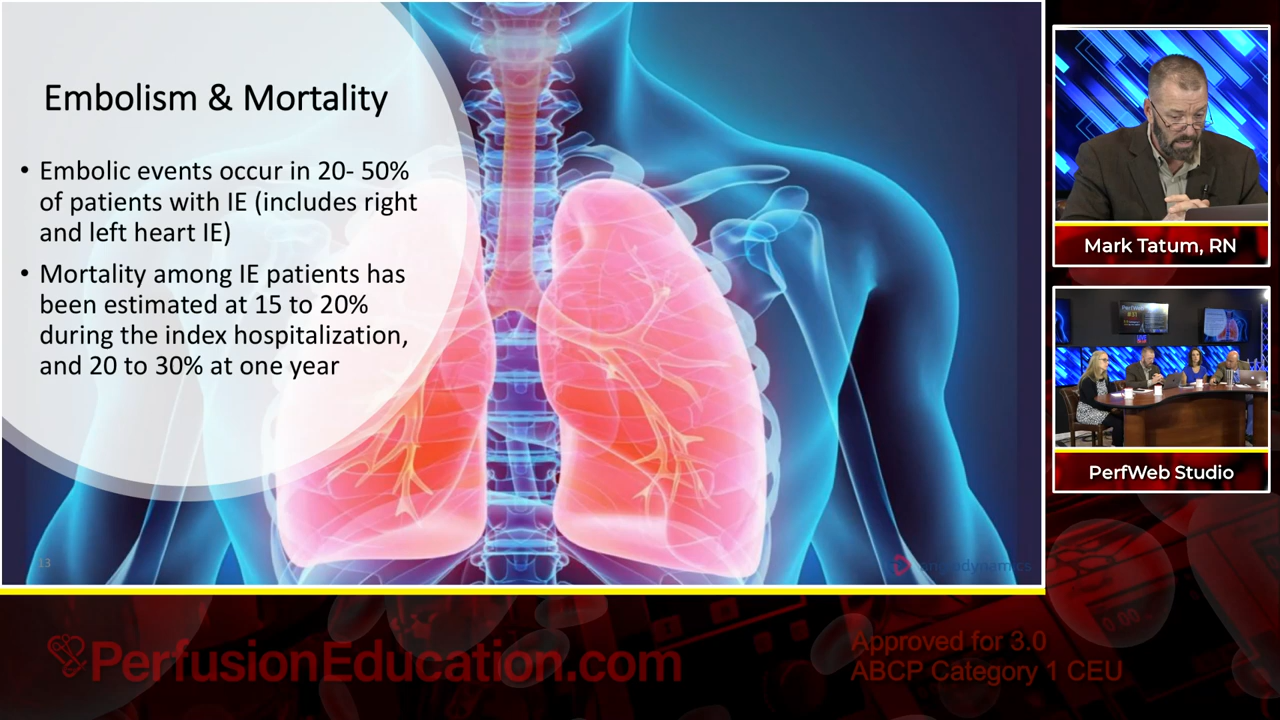 Embolism & Mortality
• Embolic events occur in 20- 50%
of patients with IE (includes right
and left heart IE)
• Mortality among IE patients has
been estimated at 15 to 20%
during the index hospitalization,
and 20 to 30% at one year
13
angiodynamics
Mark Tatum, RN
PerfWeb Studio
PerfusionEducation.com
Approved for 3.0
ABCP Category 1 CEU